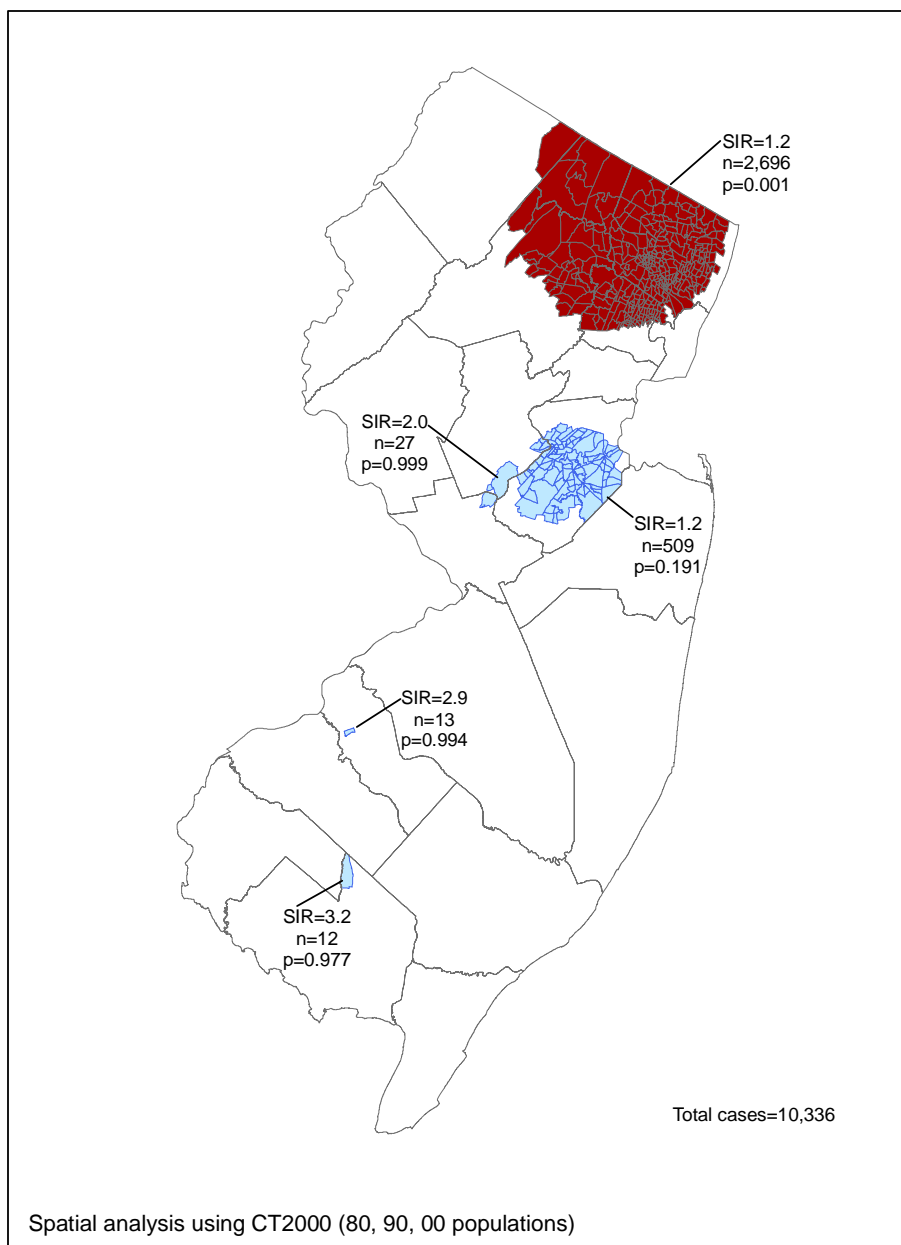 SIR=1.2
n=2,696
p=0.001
SIR=2.0
n=27
p=0.999
SIR=1.2
n=509
p=0.191
SIR=2.9
n=13
p=0.994
SIR=3.2
n=12
p=0.977
Total cases=10,336
Spatial analysis using CT2000 (80, 90, 00 populations)